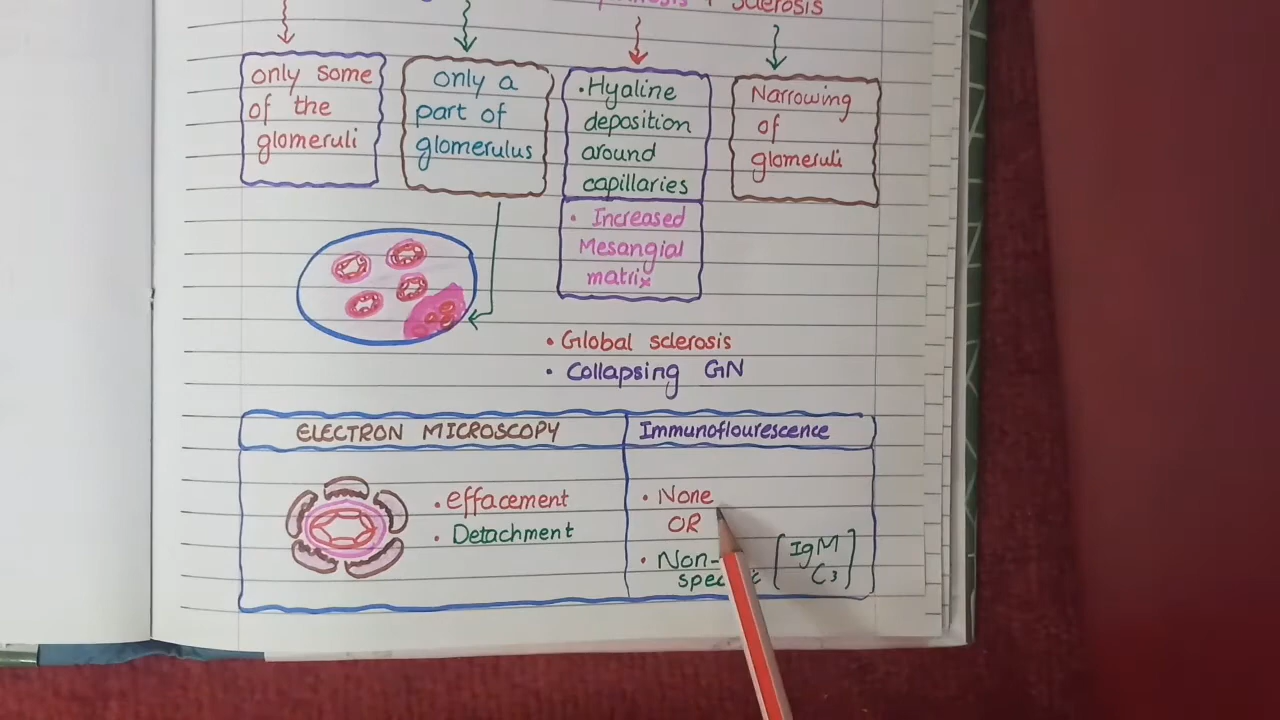 sclerosis
only some
of the
glomeruli
only a
part of
glomerulus
• Hyaline
deposition
around
capillaries
• Increased
Mesangial
matrix
Narrowing
of
glomeruli
• Global sclerosis
• Collapsing GN
ELECTRON MICROSCOPY
• effacement
• Detachment
Immunoflourescence
• None
OR
• Non-
[IgM
C3]